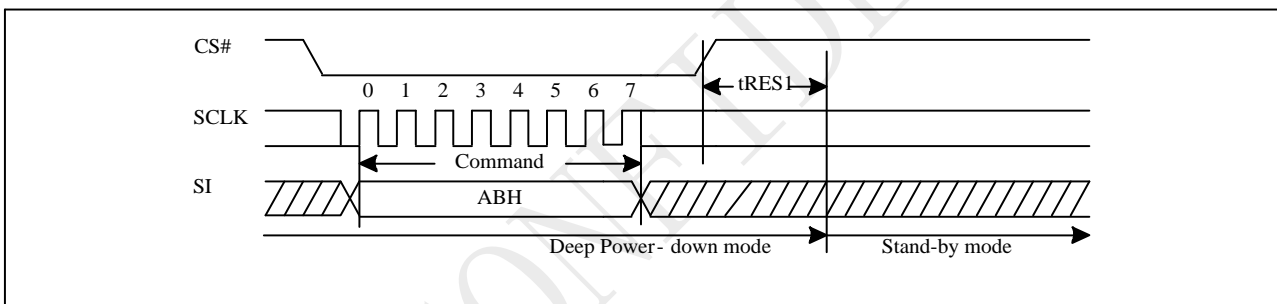 CS#
tRES1
0 1 2 3 4 5 6 7
SCLK
Command
SI
ABH
Deep Power- down mode Stand-by mode